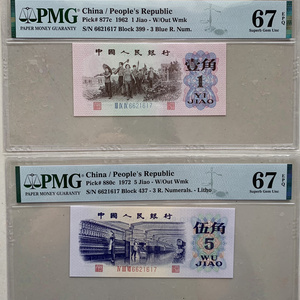 PMG
PAPER MONEY GUARANTY
China / People's Republic
Pick# 877c 1962 1 Jiao - W/Out Wmk
S/N 6621617 Block 399 - 3 Blue R. Num.
67 EPQ
Superb Gem Unc
中国人民银行
壹角
1
YI
JIAO
6621617
PMG
PAPER MONEY GUARANTY
China / People's Republic
Pick# 880c 1972 5 Jiao - W/Out Wmk
S/N 6621617 Block 437 - 3 R. Numerals. - Litho
67 EPQ
Superb Gem Unc
中国人民银行
伍角
5
WU
JIAO
6621617